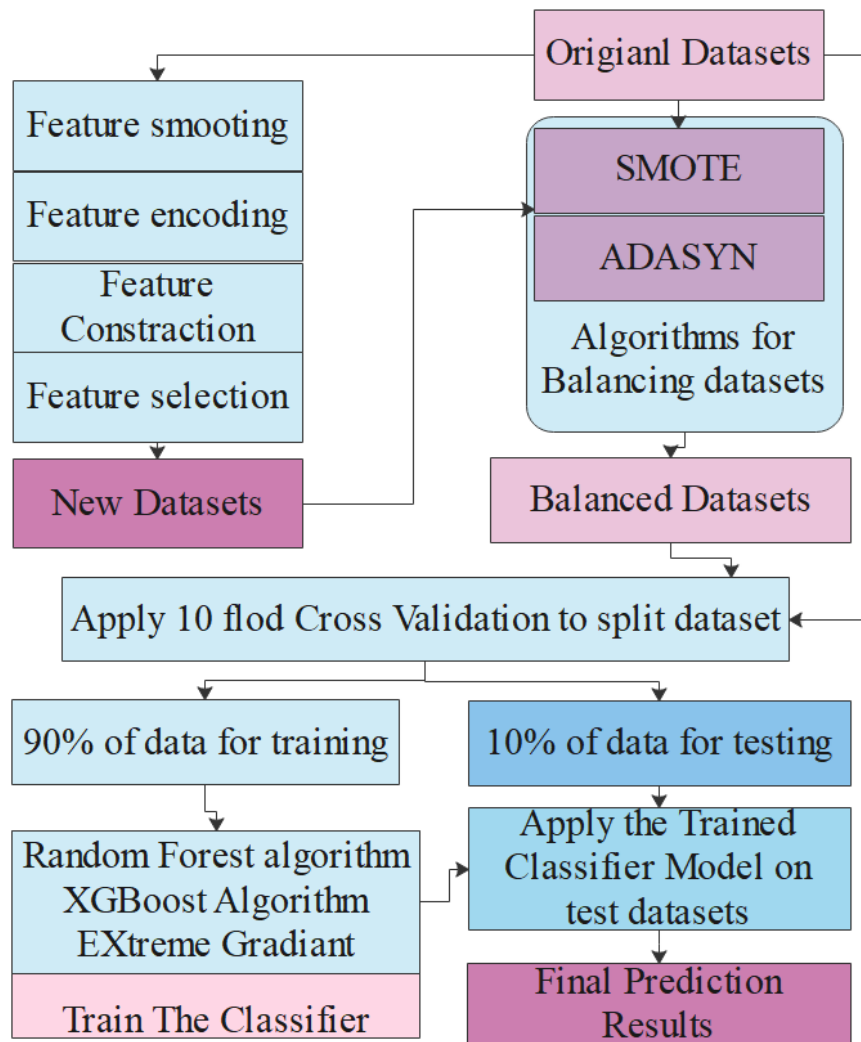 Origianl Datasets
Feature smooting
Feature encoding
Feature
Constraction
Feature selection
New Datasets
SMOTE
ADASYN
Algorithms for
Balancing datasets
Balanced Datasets
Apply 10 flod Cross Validation to split dataset
90% of data for training
10% of data for testing
Random Forest algorithm
XGBoost Algorithm
EXtreme Gradiant
Train The Classifier
Apply the Trained
Classifier Model on
test datasets
Final Prediction
Results